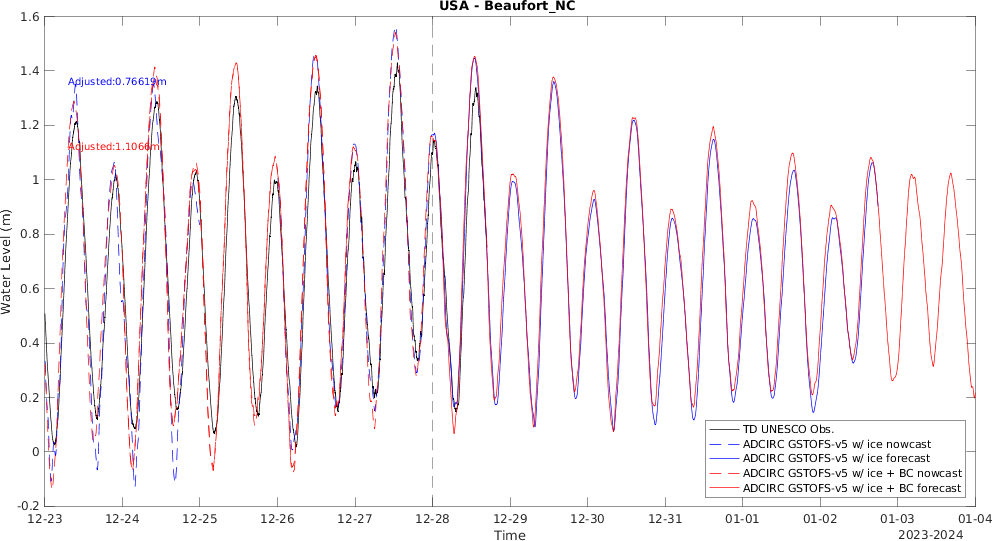 USA - Beaufort_NC
1.6
1.4
1.2
1
0.8
0.6
0.4
0.2
0
-0.2
Water Level (m)
Adjusted:0.76619m
Adjusted:1.1066m
TD UNESCO Obs.
ADCIRC GSTOFS-v5 w/ ice nowcast
ADCIRC GSTOFS-v5 w/ ice forecast
ADCIRC GSTOFS-v5 w/ ice + BC nowcast
ADCIRC GSTOFS-v5 w/ ice + BC forecast
12-23 12-24 12-25 12-26 12-27 12-28 12-29 12-30 12-31 01-01 01-02 01-03 01-04
Time
2023-2024